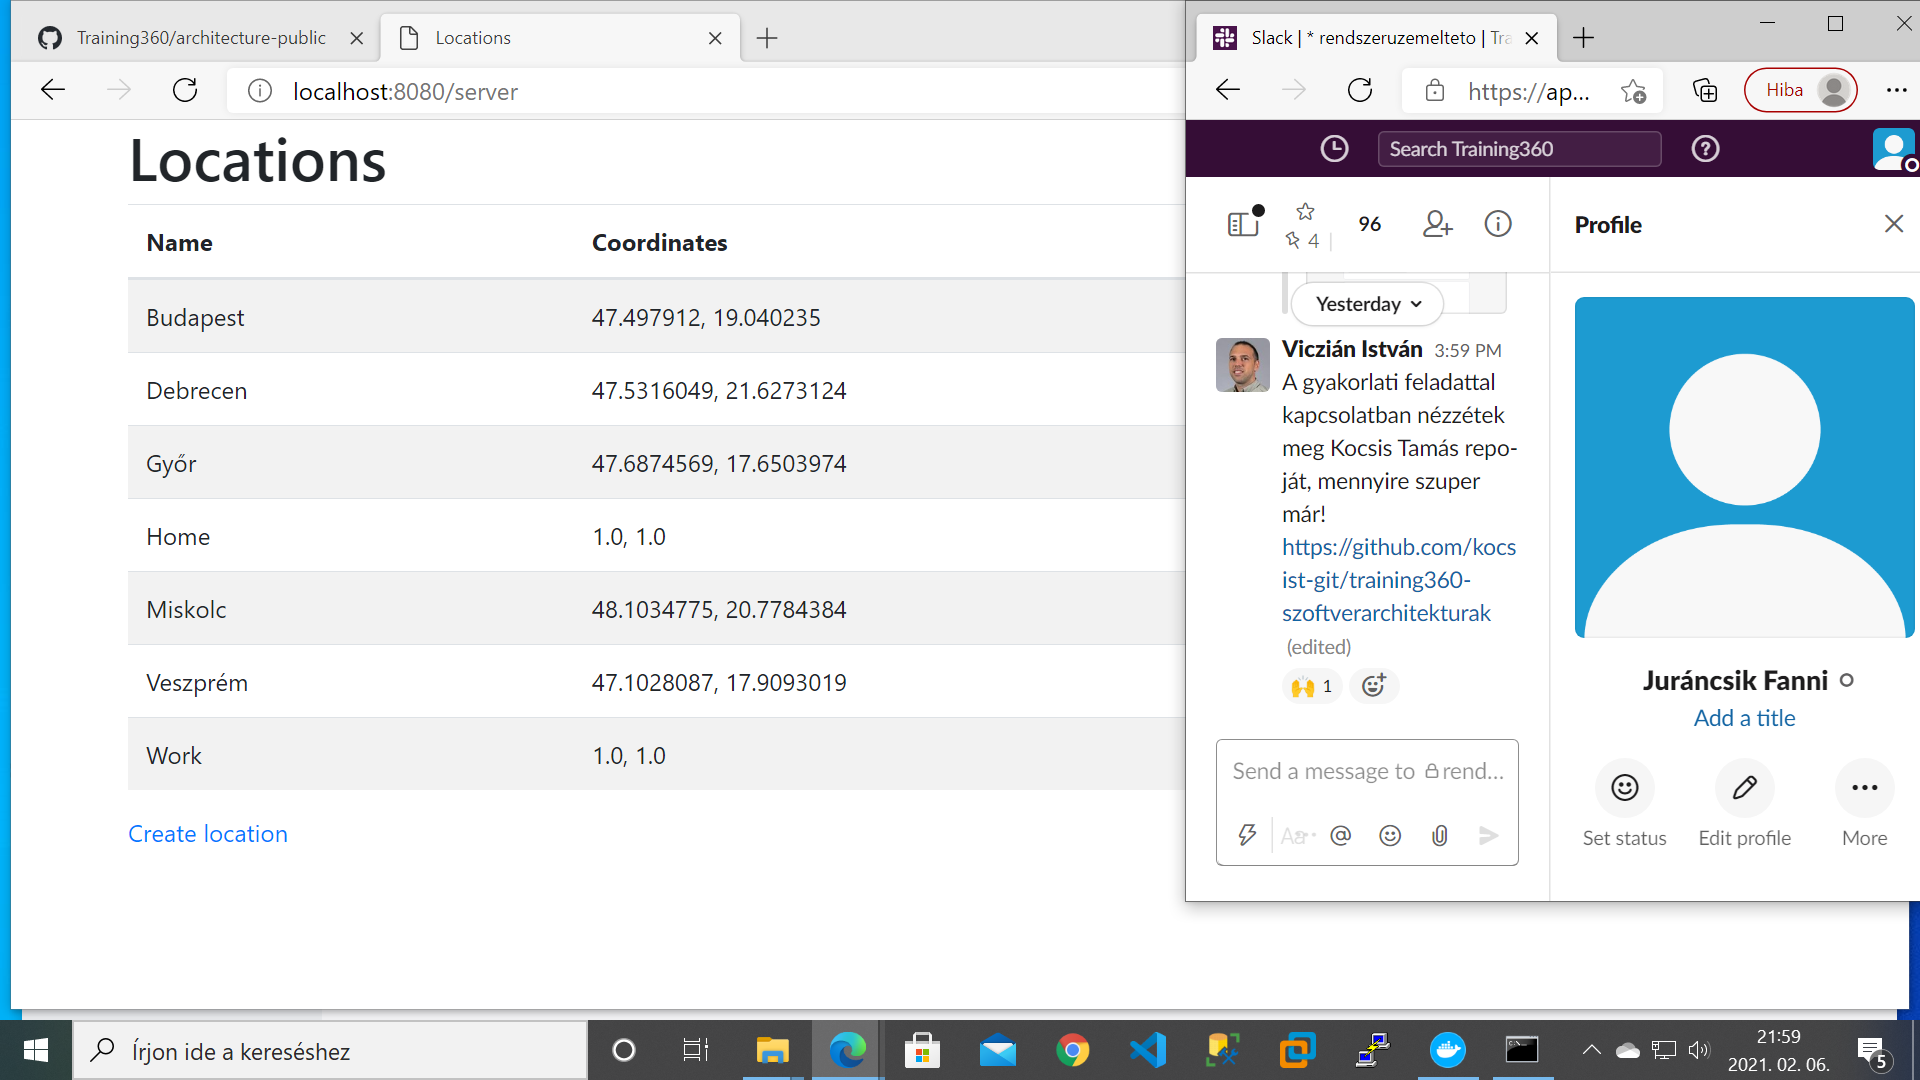 Training360/architecture-public
Locations
localhost:8080/server
Locations
Name Coordinates
Budapest 47.497912, 19.040235
Debrecen 47.5316049, 21.6273124
Győr 47.6874569, 17.6503974
Home 1.0, 1.0
Miskolc 48.1034775, 20.7784384
Veszprém 47.1028087, 17.9093019
Work 1.0, 1.0
Create location
Slack | * rendszeruzemelteto | Tra
https://ap...
Hiba
Search Training360
4
96
Profile
Yesterday
Viczián István 3:59 PM
A gyakorlati feladattal
kapcsolatban nézzétek
meg Kocsis Tamás repo-
ját, mennyire szuper
már!
https://github.com/kocs
ist-git/training360-
szoftverarchitekturak
(edited)
1
Send a message to rend...
Aa
Juráncsik Fanni
Add a title
Set status Edit profile More
Írjon ide a kereséshez
21:59
2021. 02. 06.
5